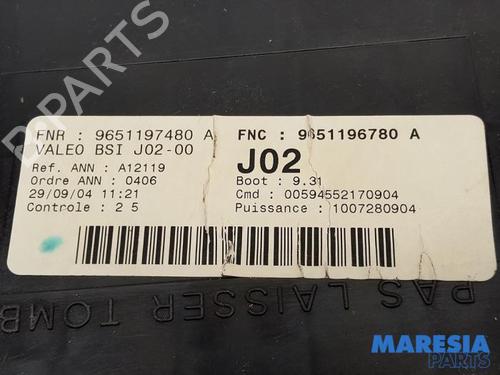 B-PARTS
FNR : 9651197480 A
FNC : 9651196780 A
VALEO BSI J02-00
J02
Ref. ANN : A12119
Boot : 9.31
Ordre ANN : 0406
Cmd : 00594552170904
29/09/04 11:21
Puissance : 1007280904
Controle : 2 5
PAS LAISSER TOMB
MARESIA
PARTS